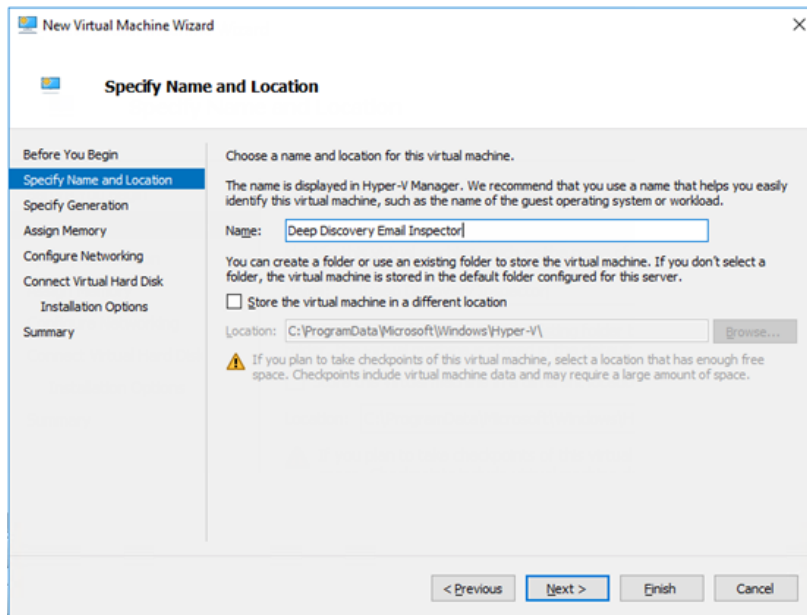 New Virtual Machine Wizard
Specify Name and Location
Before You Begin
Specify Name and Location
Specify Generation
Assign Memory
Configure Networking
Connect Virtual Hard Disk
Installation Options
Summary
Choose a name and location for this virtual machine.
The name is displayed in Hyper-V Manager. We recommend that you use a name that helps you easily
identify this virtual machine, such as the name of the guest operating system or workload.
Name: Deep Discovery Email Inspector
You can create a folder or use an existing folder to store the virtual machine. If you don't select a
folder, the virtual machine is stored in the default folder configured for this server.
Store the virtual machine in a different location
Location: C:\ProgramData\Microsoft\Windows\Hyper-V\ Browse...
If you plan to take checkpoints of this virtual machine, select a location that has enough free
space. Checkpoints include virtual machine data and may require a large amount of space.
< Previous Next > Finish Cancel